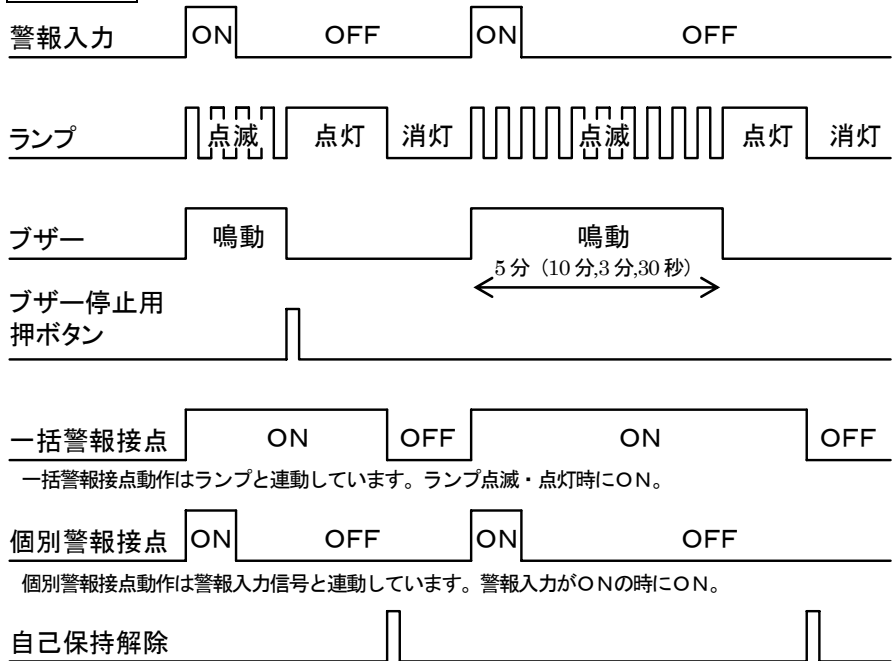 警報入力 ON OFF ON OFF
ランプ 点滅 点灯 消灯 点滅 点灯 消灯
ブザー 鳴動 鳴動
5分（10分,3分,30秒）
ブザー停止用
押ボタン
一括警報接点 ON OFF ON OFF
一括警報接点動作はランプと連動しています。ランプ点滅・点灯時にＯＮ。
個別警報接点 ON OFF ON OFF
個別警報接点動作は警報入力信号と連動しています。警報入力がＯＮの時にＯＮ。
自己保持解除